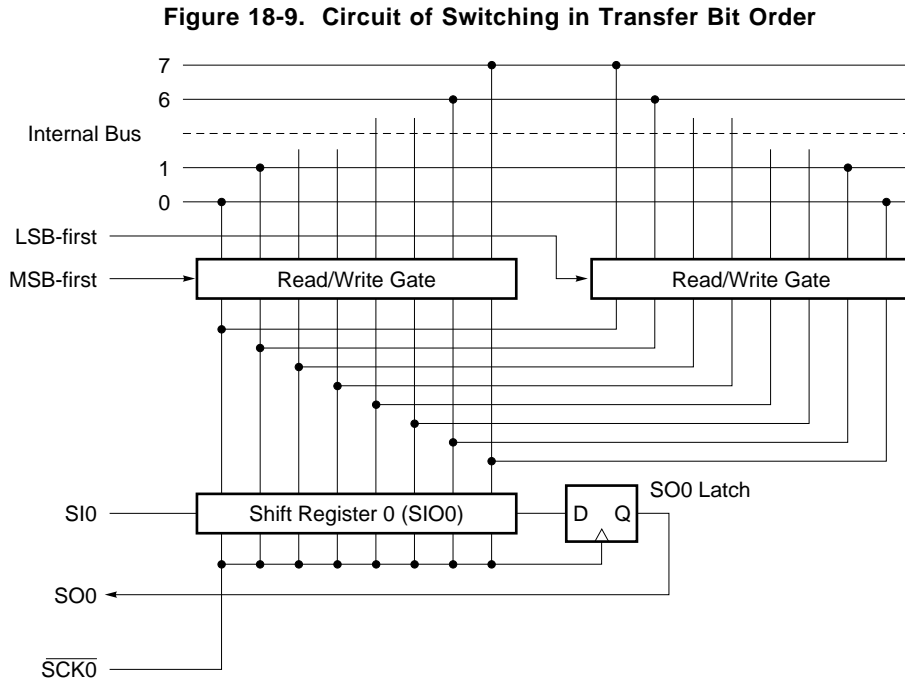 Figure 18-9. Circuit of Switching in Transfer Bit Order
7
6
Internal Bus
1
0
LSB-first
MSB-first
Read/Write Gate
Read/Write Gate
SO0 Latch
SI0
Shift Register 0 (SIO0)
D
Q
SO0
SCK0